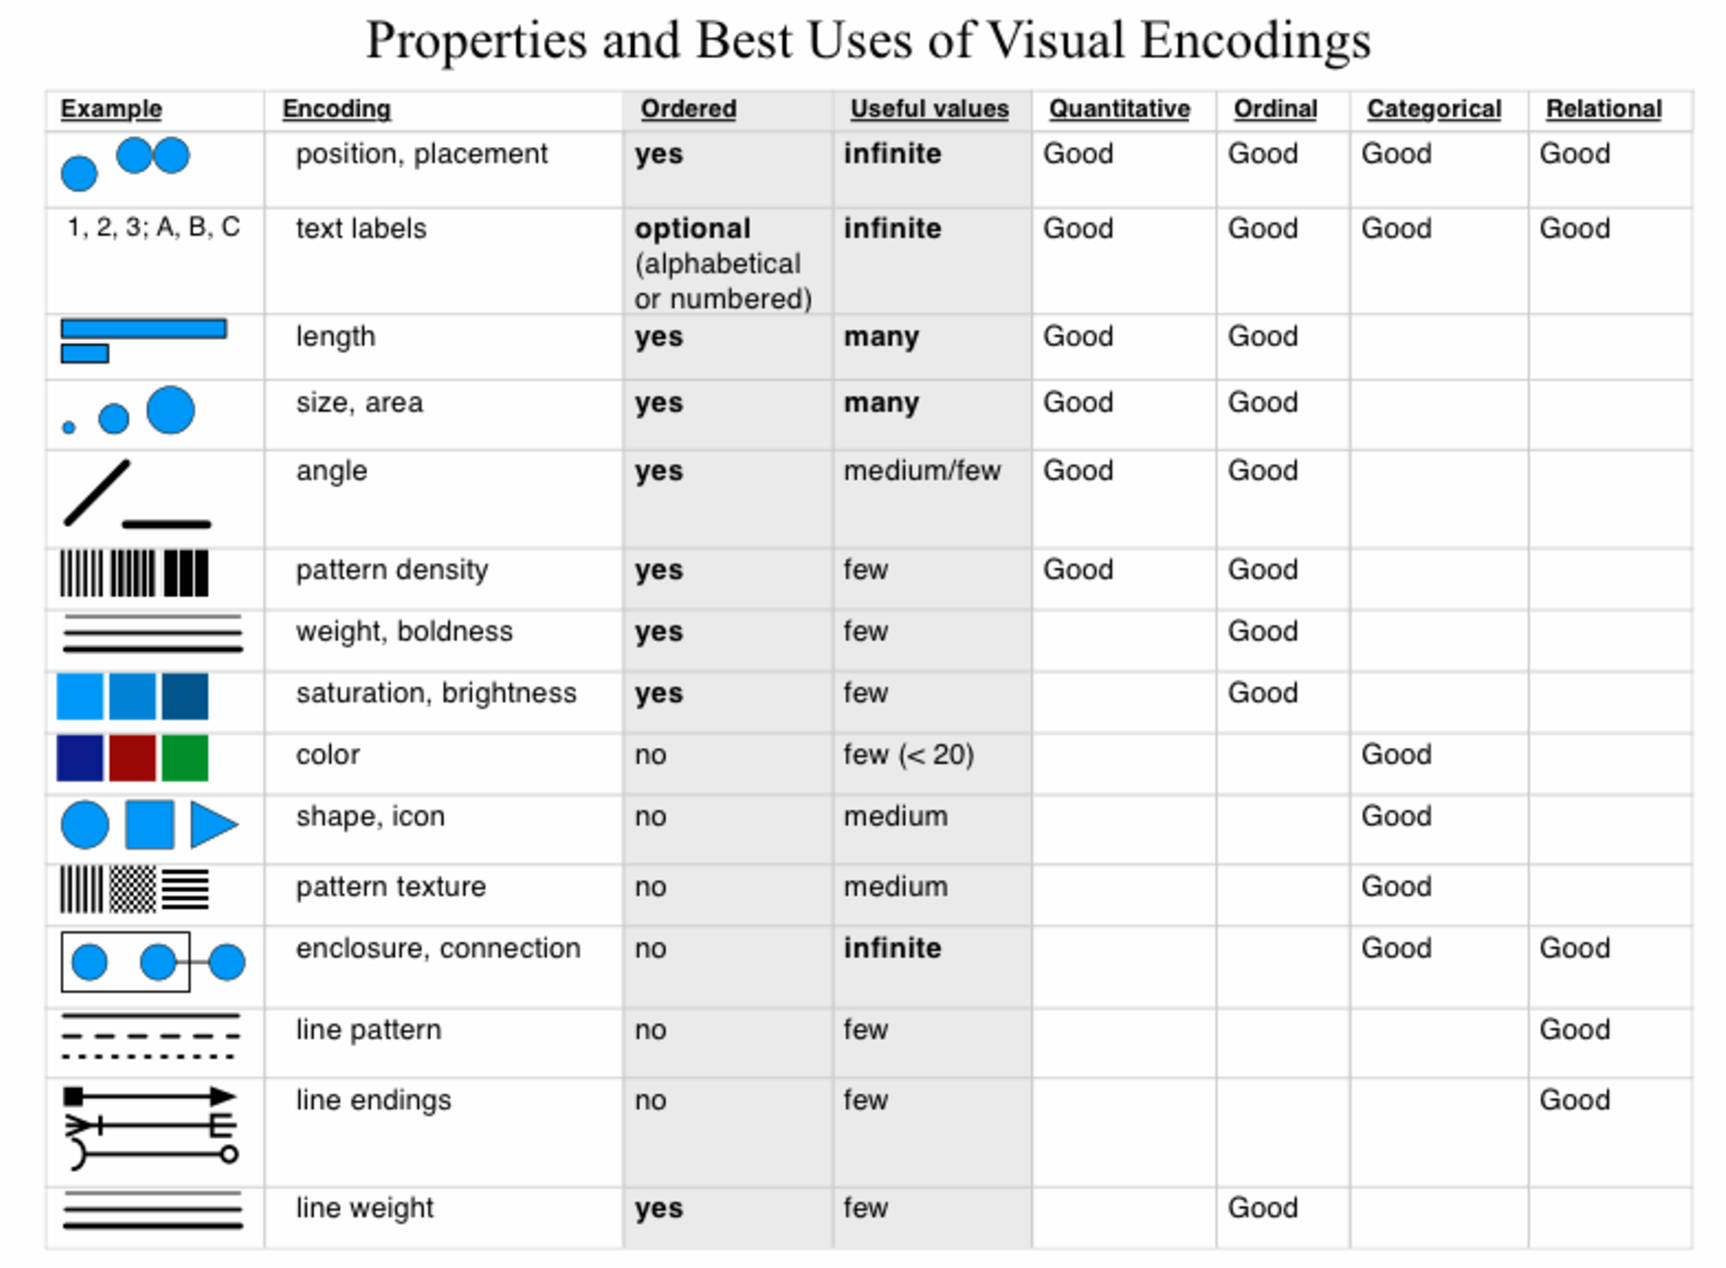 Properties and Best Uses of Visual Encodings
Example Encoding Ordered Useful values Quantitative Ordinal Categorical Relational
position, placement yes infinite Good Good Good Good
1, 2, 3; A, B, C text labels optional infinite Good Good Good Good
(alphabetical
or numbered)
length yes many Good Good
size, area yes many Good Good
angle yes medium/few Good Good
pattern density yes few Good Good
weight, boldness yes few Good
saturation, brightness yes few Good
color no few (< 20) Good
shape, icon no medium Good
pattern texture no medium Good
enclosure, connection no infinite Good Good
line pattern no few Good
line endings no few Good
line weight yes few Good